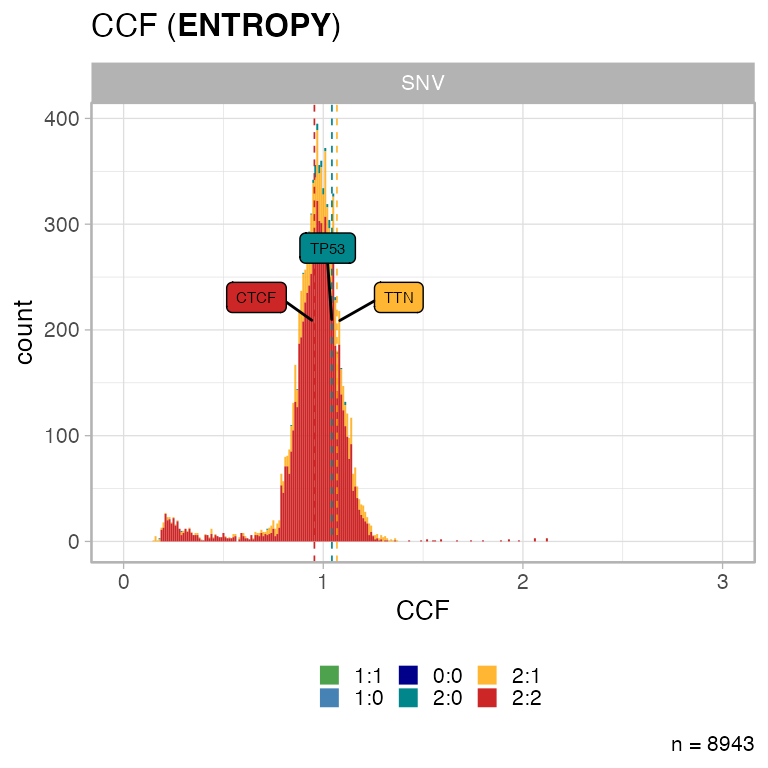 CCF (ENTROPY)
SNV
400
300
200
100
0
count
TP53
CTCF
TTN
0 1 2 3
CCF
1:1 0:0 2:1
1:0 2:0 2:2
n = 8943